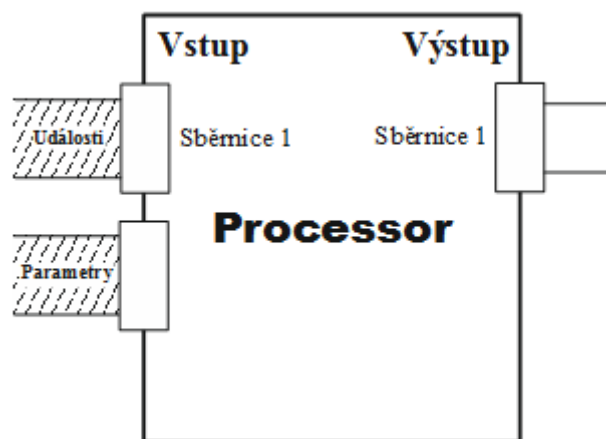 Vstup
Výstup
Události
Sběrnice 1
Sběrnice 1
Processor
.Parametry